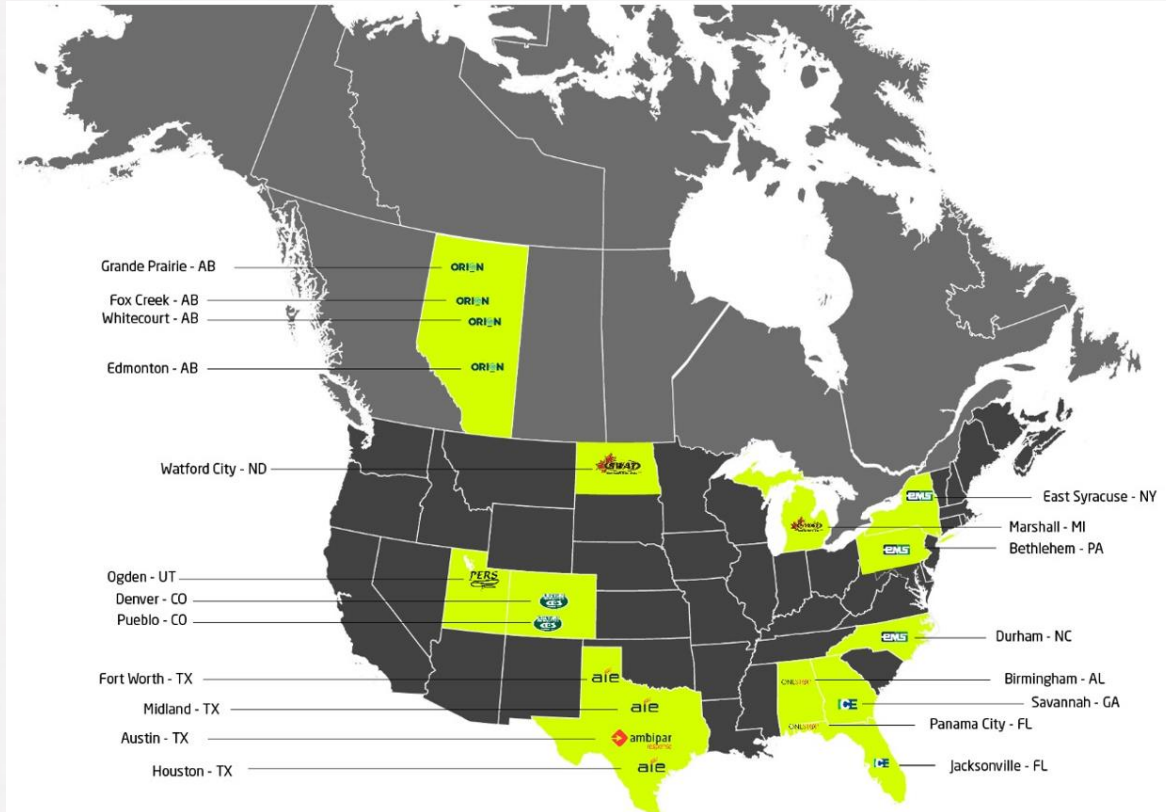 Grande Prairie - AB
ORION
Fox Creek - AB
ORION
Whitecourt - AB
ORION
Edmonton - AB
ORION
Watford City - ND
SWAT
East Syracuse - NY
EMS
Marshall - MI
Bethlehem - PA
EMS
Ogden - UT
PERS
Denver - CO
Pueblo - CO
Durham - NC
EMS
Fort Worth - TX
aie
Birmingham - AL
Midland - TX
aie
Savannah - GA
ICE
Panama City - FL
Austin - TX
ambipar
Houston - TX
aie
Jacksonville - FL
ICE